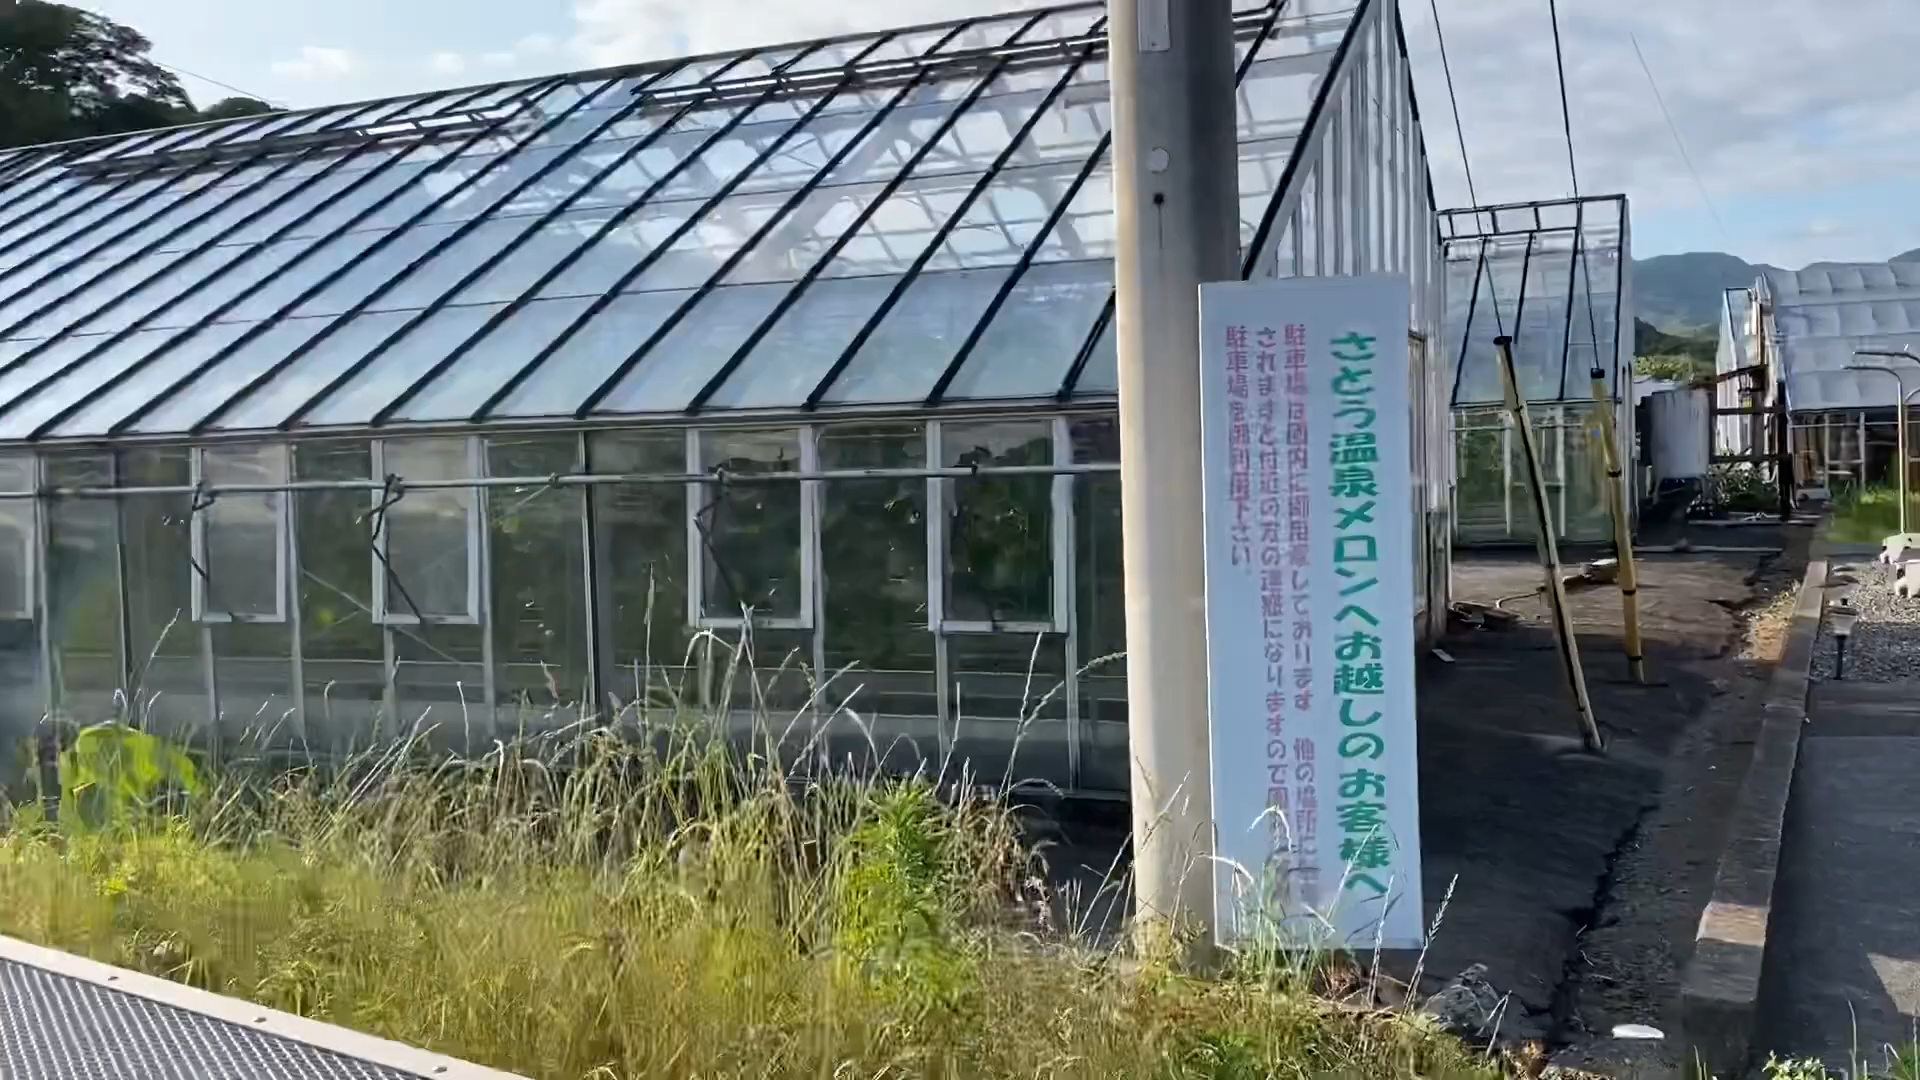 さとう温泉メロンへお越しのお客様へ
駐車場は園内に御用意しております 他の場所に駐
されますと付近の方の迷惑になりますので園
駐車場を御利用下さい